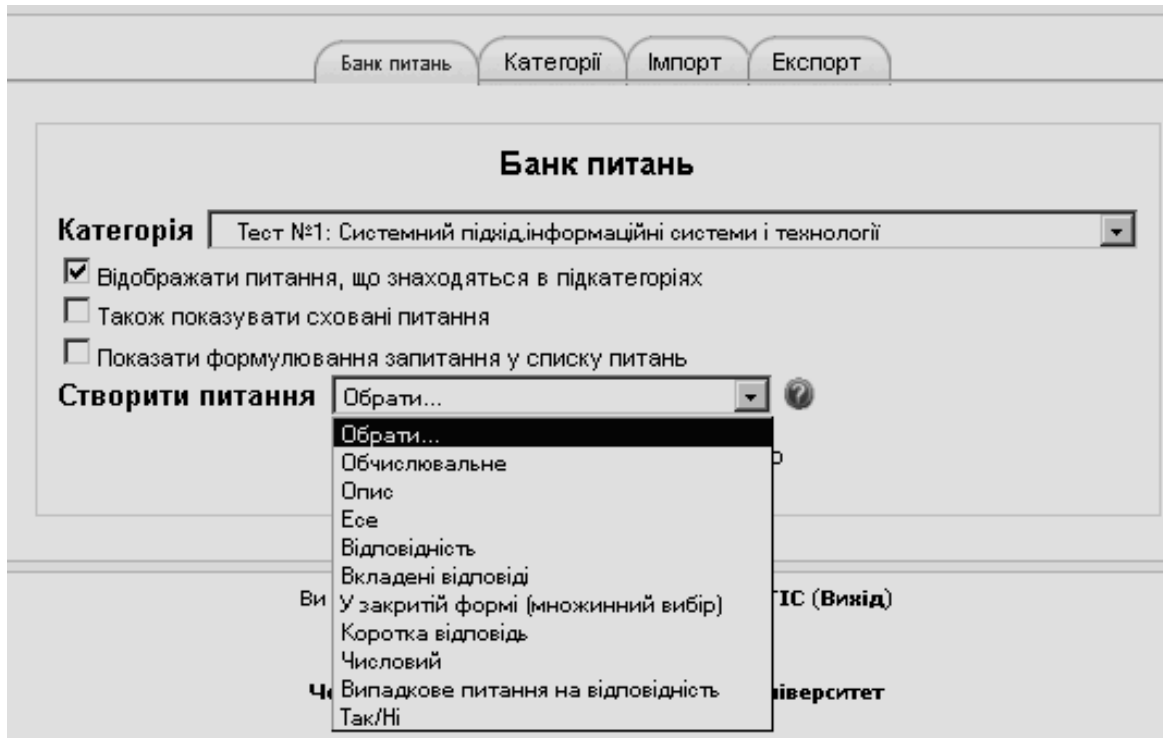 Банк питань Категорії Імпорт Експорт
Банк питань
Категорія Тест №1: Системний підхід,інформаційні системи і технології
Відображати питання, що знаходяться в підкатегоріях
Також показувати сховані питання
Показати формулювання запитання у списку питань
Створити питання Обрати...
Обрати...
Обчислювальне
Опис
Есе
Відповідність
Вкладені відповіді
Ви У закритій формі (множинний вибір) (Вихід)
Коротка відповідь
Числовий
Випадкове питання на відповідність
Так/Ні